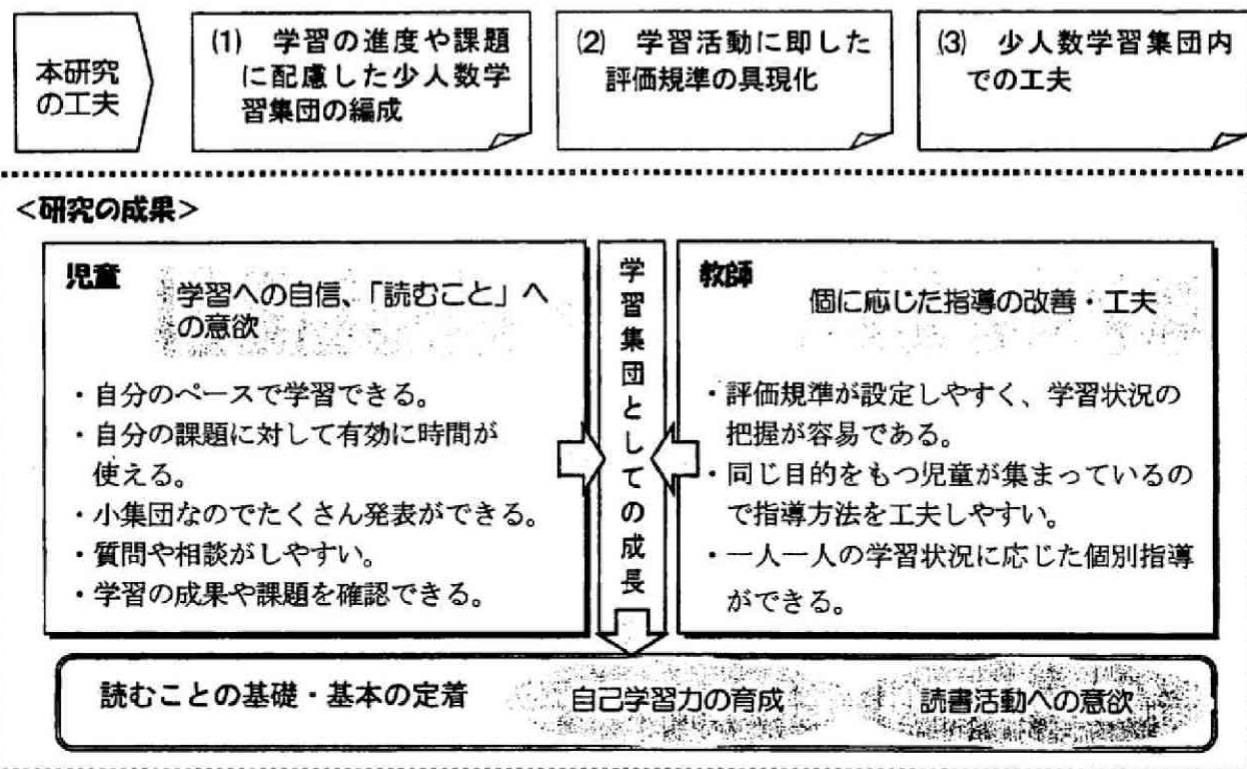 本研究
の工夫
(1) 学習の進度や課題
に配慮した少人数学
習集団の編成
(2) 学習活動に即した
評価規準の具現化
(3) 少人数学習集団内
での工夫
<研究の成果>
児童
学習への自信、「読むこと」へ
の意欲
・自分のペースで学習できる。
・自分の課題に対して有効に時間が
使える。
・小集団なのでたくさん発表ができる。
・質問や相談がしやすい。
・学習の成果や課題を確認できる。
学習集団としての成長
教師
個に応じた指導の改善・工夫
・評価規準が設定しやすく、学習状況の
把握が容易である。
・同じ目的をもつ児童が集まっているの
で指導方法を工夫しやすい。
・一人一人の学習状況に応じた個別指導
ができる。
読むことの基礎・基本の定着
自己学習力の育成
読書活動への意欲